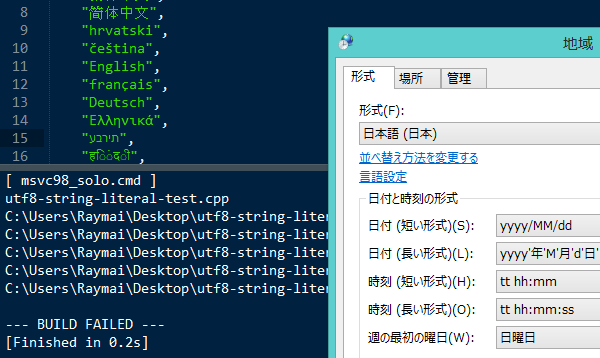 8 "简体中文",
9 "hrvatski",
10 "čeština",
11 "English",
12 "français",
13 "Deutsch",
14 "Ελληνικά",
15 "עברית",
16 "हिंदी",
[ msvc98_solo.cmd ]
utf8-string-literal-test.cpp
C:\Users\Raymai\Desktop\utf8-string-liter
C:\Users\Raymai\Desktop\utf8-string-liter
C:\Users\Raymai\Desktop\utf8-string-liter
C:\Users\Raymai\Desktop\utf8-string-liter
C:\Users\Raymai\Desktop\utf8-string-liter
--- BUILD FAILED ---
[Finished in 0.2s]
地域
形式 場所 管理
形式(F):
日本語 (日本)
並べ替え方法を変更する
言語設定
日付と時刻の形式
日付 (短い形式)(S): yyyy/MM/dd
日付 (長い形式)(L): yyyy'年'M'月'd'日'
時刻 (短い形式)(H): tt hh:mm
時刻 (長い形式)(O): tt hh:mm:ss
週の最初の曜日(W): 日曜日